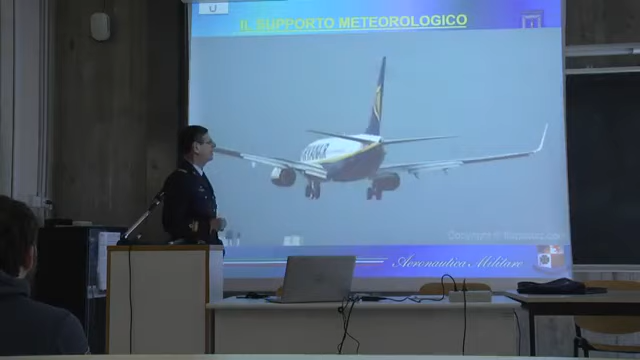 IL SUPPORTO METEOROLOGICO
RYANAIR
Aeronautica Militare